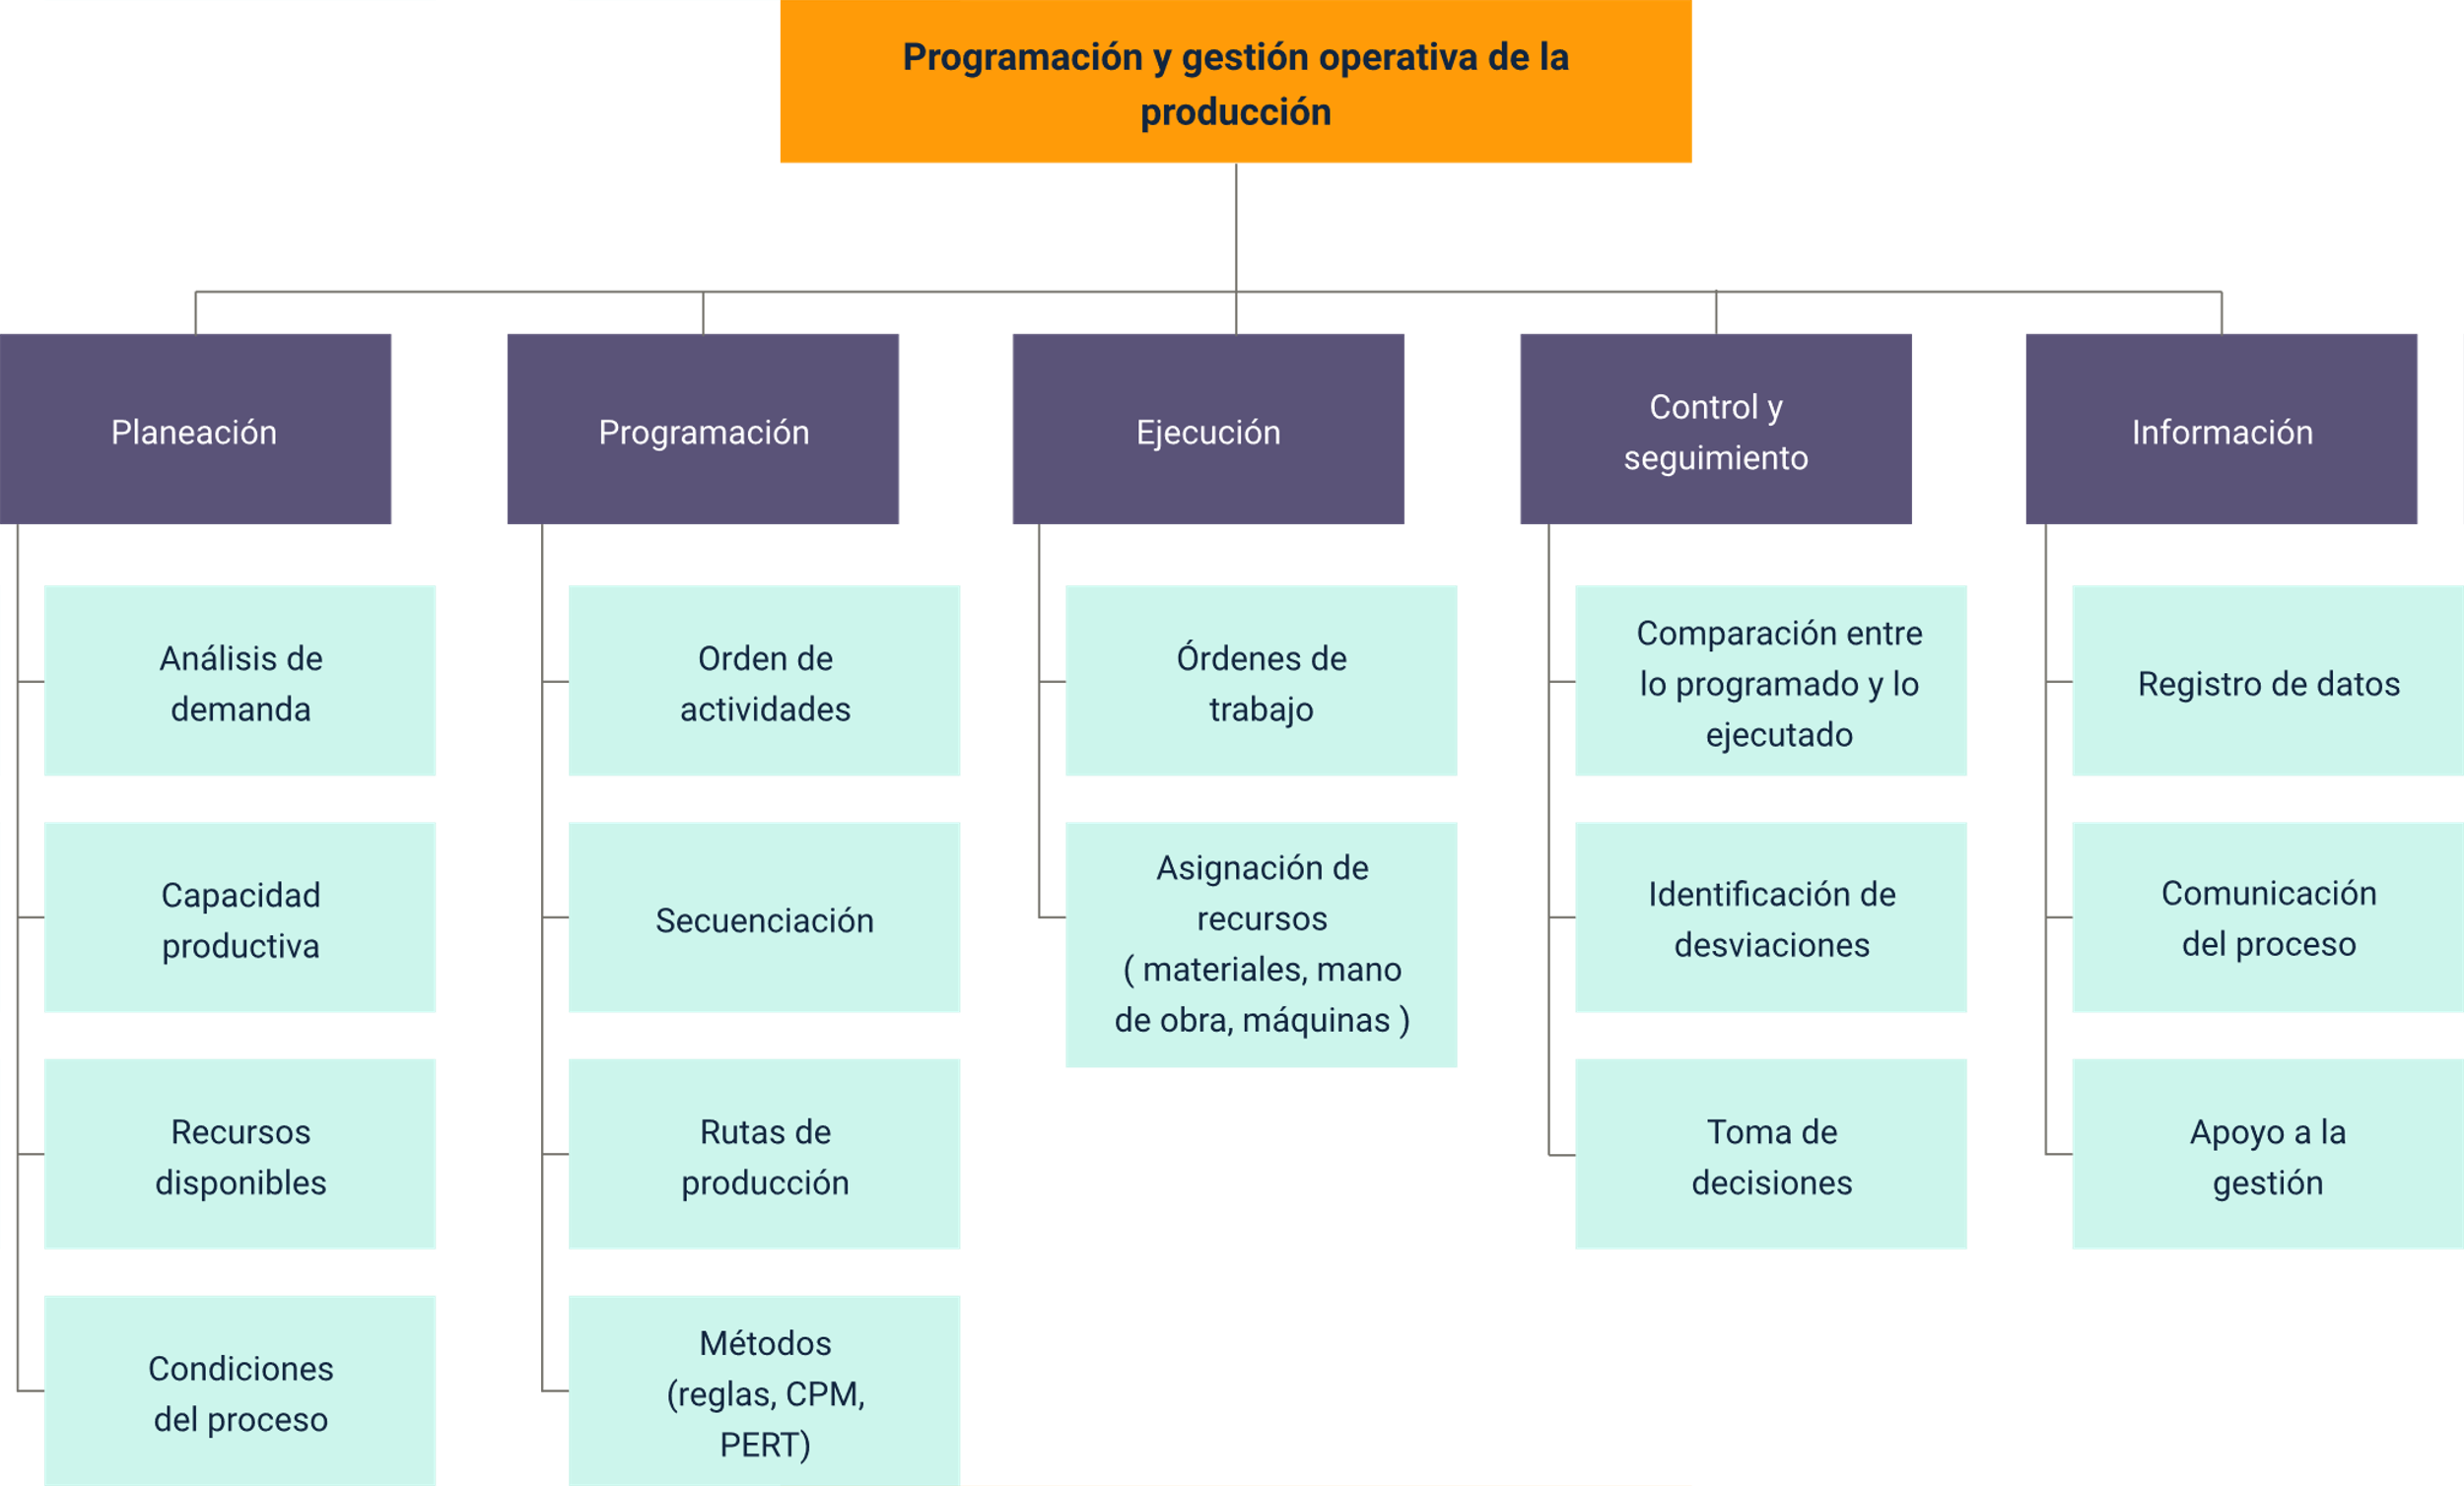 Programación y gestión operativa de la
producción
Planeación
Programación
Ejecución
Control y
seguimiento
Información
Análisis de
demanda
Capacidad
productiva
Recursos
disponibles
Condiciones
del proceso
Orden de
actividades
Secuenciación
Rutas de
producción
Métodos
(reglas, CPM,
PERT)
Órdenes de
trabajo
Asignación de
recursos
( materiales, mano
de obra, máquinas )
Comparación entre
lo programado y lo
ejecutado
Identificación de
desviaciones
Toma de
decisiones
Registro de datos
Comunicación
del proceso
Apoyo a la
gestión